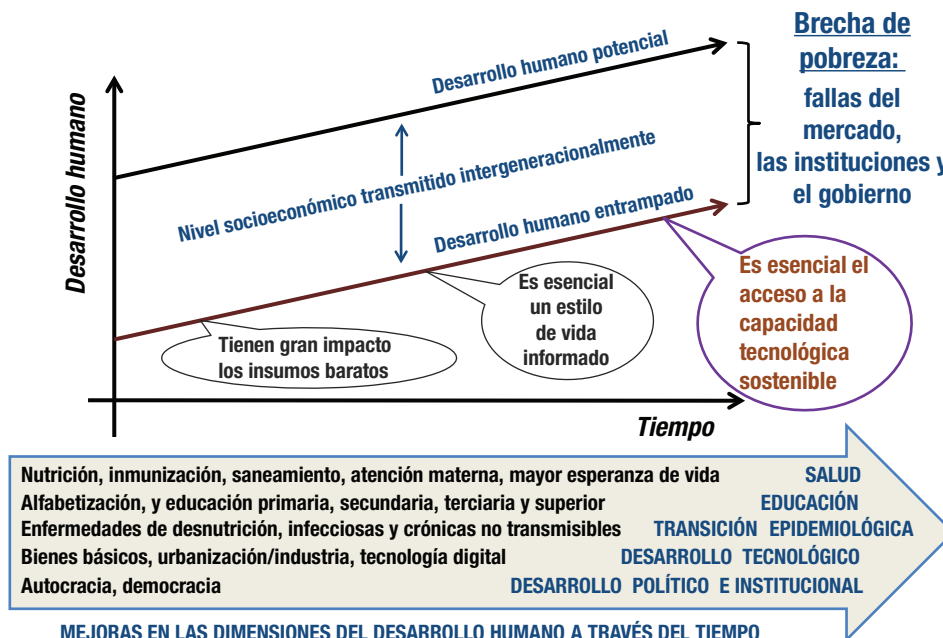 Brecha de
pobreza:
fallas del
mercado,
las instituciones y
el gobierno
Desarrollo humano
Desarrollo humano potencial
Nivel socioeconómico transmitido intergeneracionalmente
Desarrollo humano entrampado
Tienen gran impacto
los insumos baratos
Es esencial
un estilo
de vida
informado
Es esencial el
acceso a la
capacidad
tecnológica
sostenible
Tiempo
Nutrición, inmunización, saneamiento, atención materna, mayor esperanza de vida SALUD
Alfabetización, y educación primaria, secundaria, terciaria y superior EDUCACIÓN
Enfermedades de desnutrición, infecciosas y crónicas no transmisibles TRANSICIÓN EPIDEMIOLÓGICA
Bienes básicos, urbanización/industria, tecnología digital DESARROLLO TECNOLÓGICO
Autocracia, democracia DESARROLLO POLÍTICO E INSTITUCIONAL
MEJORAS EN LAS DIMENSIONES DEL DESARROLLO HUMANO A TRAVÉS DEL TIEMPO